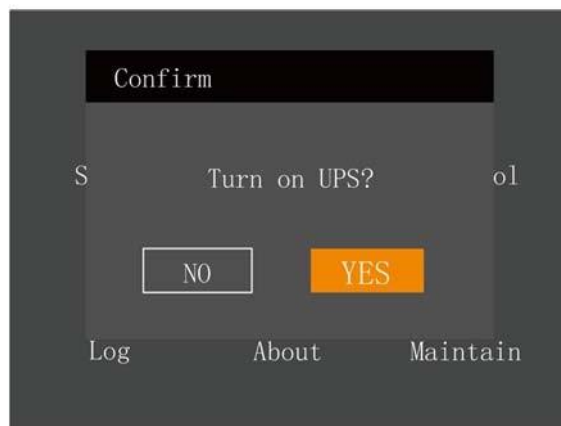 Confirm
S Turn on UPS? ol
NO YES
Log About Maintain